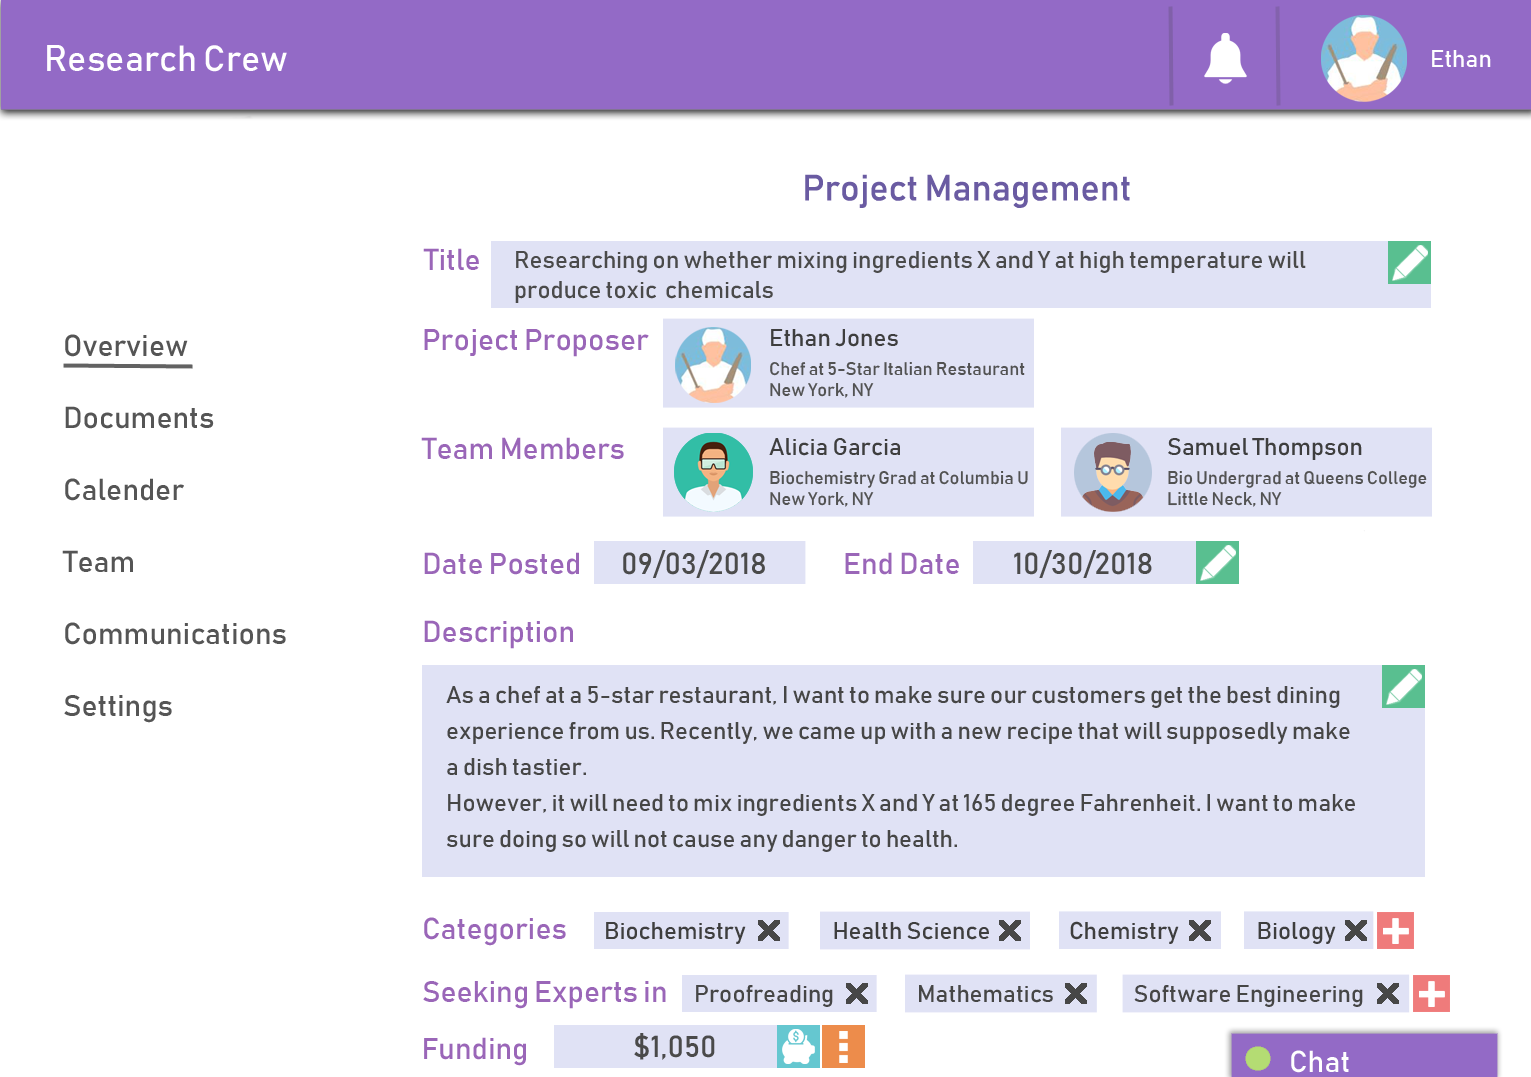 Research Crew
Ethan
Project Management
Title
Researching on whether mixing ingredients X and Y at high temperature will
produce toxic chemicals
Overview
Documents
Calender
Team
Communications
Settings
Project Proposer
Ethan Jones
Chef at 5-Star Italian Restaurant
New York, NY
Team Members
Alicia Garcia
Biochemistry Grad at Columbia U
New York, NY
Samuel Thompson
Bio Undergrad at Queens College
Little Neck, NY
Date Posted 09/03/2018 End Date 10/30/2018
Description
As a chef at a 5-star restaurant, I want to make sure our customers get the best dining
experience from us. Recently, we came up with a new recipe that will supposedly make
a dish tastier.
However, it will need to mix ingredients X and Y at 165 degree Fahrenheit. I want to make
sure doing so will not cause any danger to health.
Categories Biochemistry Health Science Chemistry Biology
Seeking Experts in Proofreading Mathematics Software Engineering
Funding $1,050
$
Chat